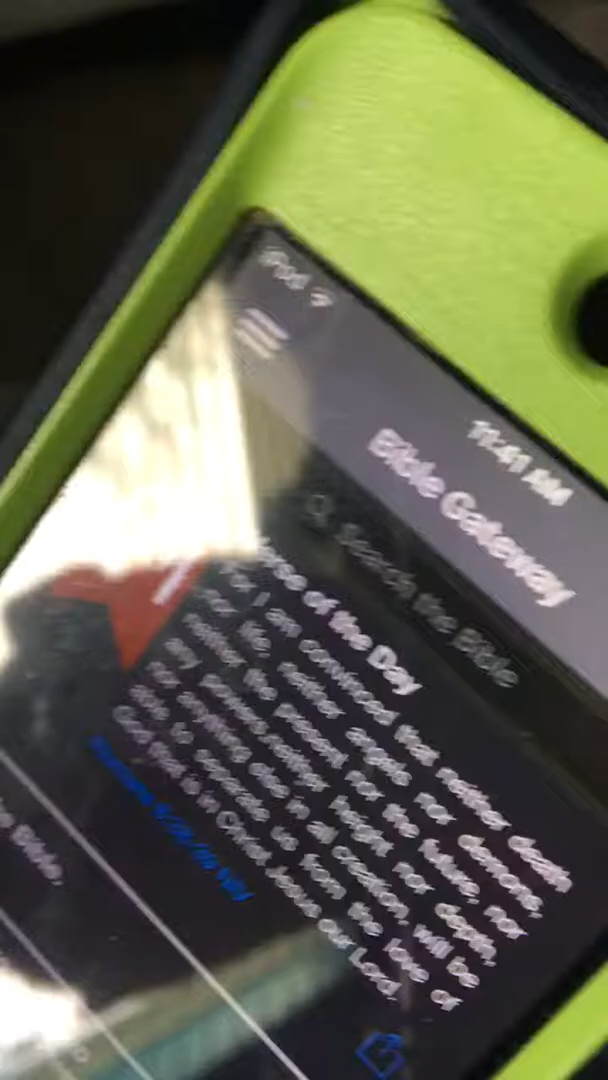 iPod
11:41 AM
Bible Gateway
Search the Bible
of the Day
I am convinced that neither death
nor life, neither angels nor demons,
neither the present nor the future, nor
any powers, neither height nor depth,
nor anything else in all creation, will be
able to separate us from the love of
God that is in Christ Jesus our Lord.
Bible.